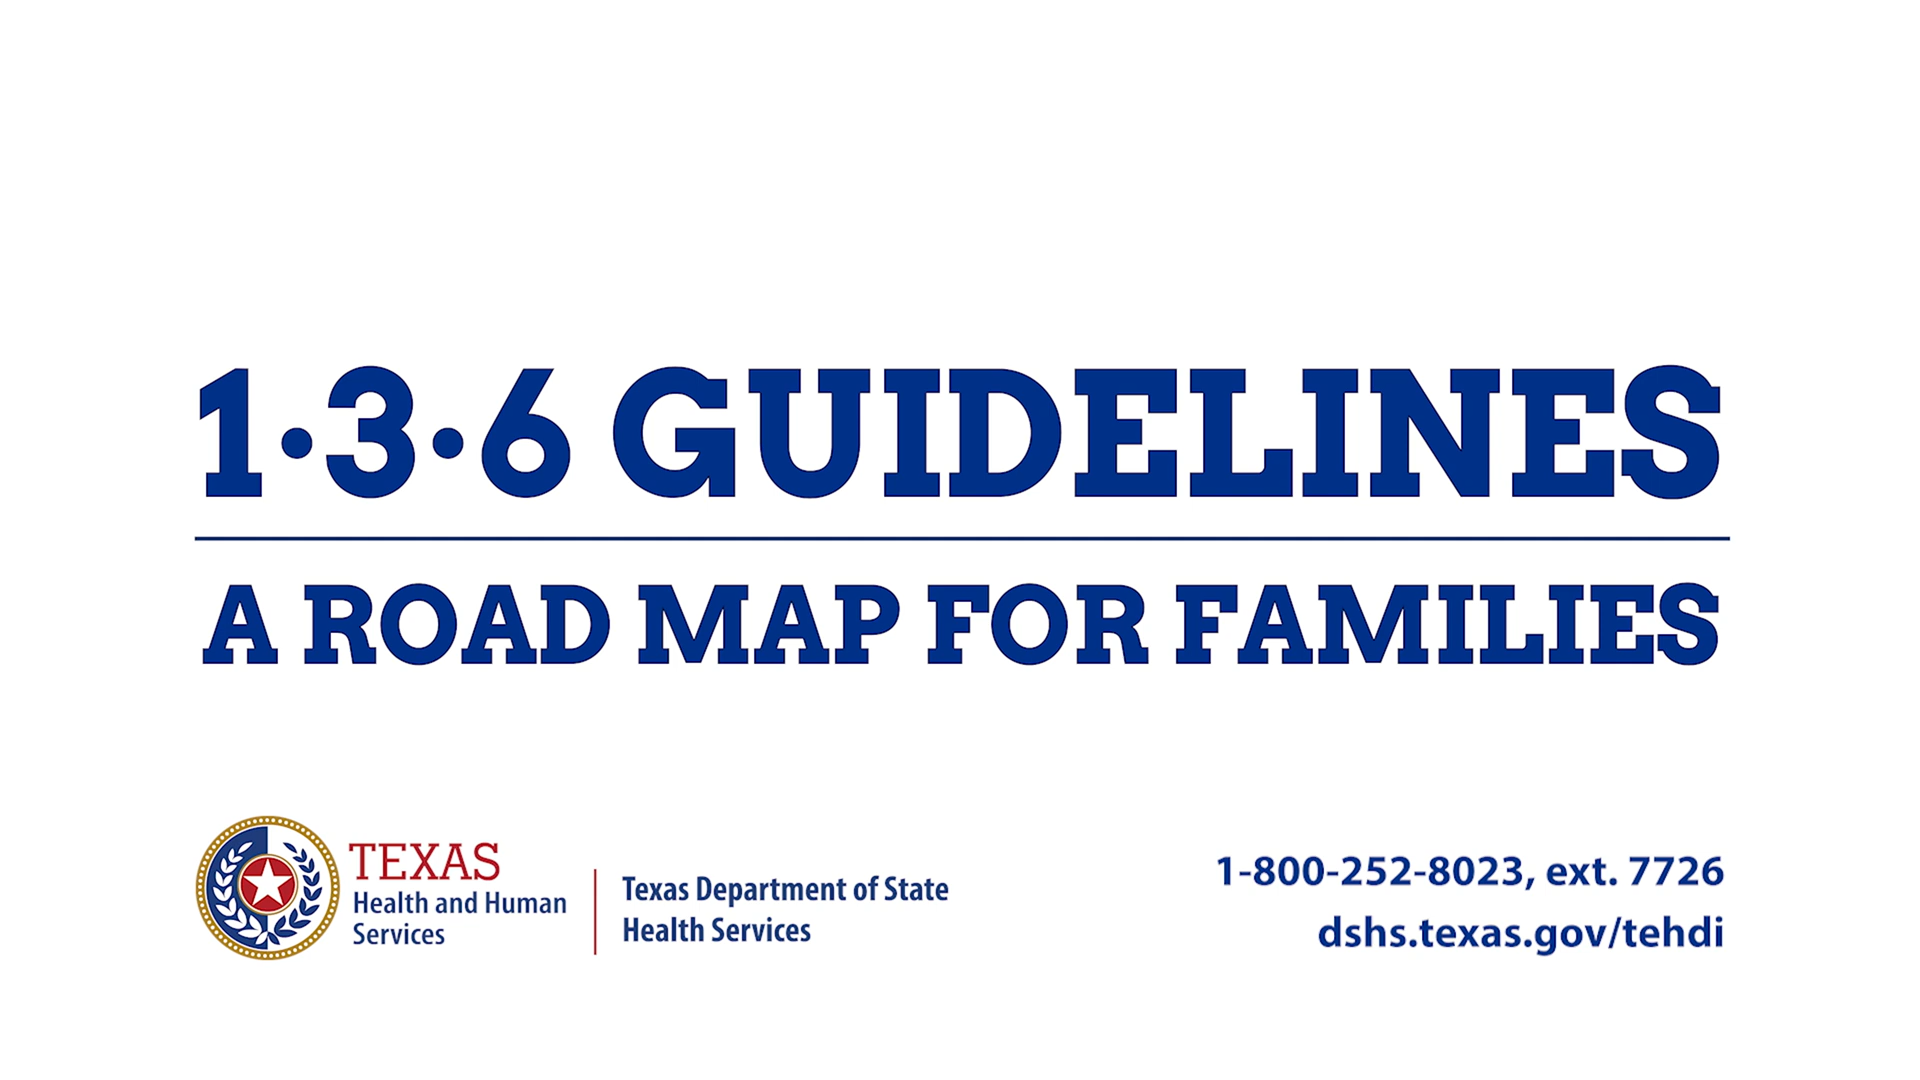 1•3•6 GUIDELINES
A ROAD MAP FOR FAMILIES
TEXAS
Health and Human
Services
Texas Department of State
Health Services
1-800-252-8023, ext. 7726
dshs.texas.gov/tehdi